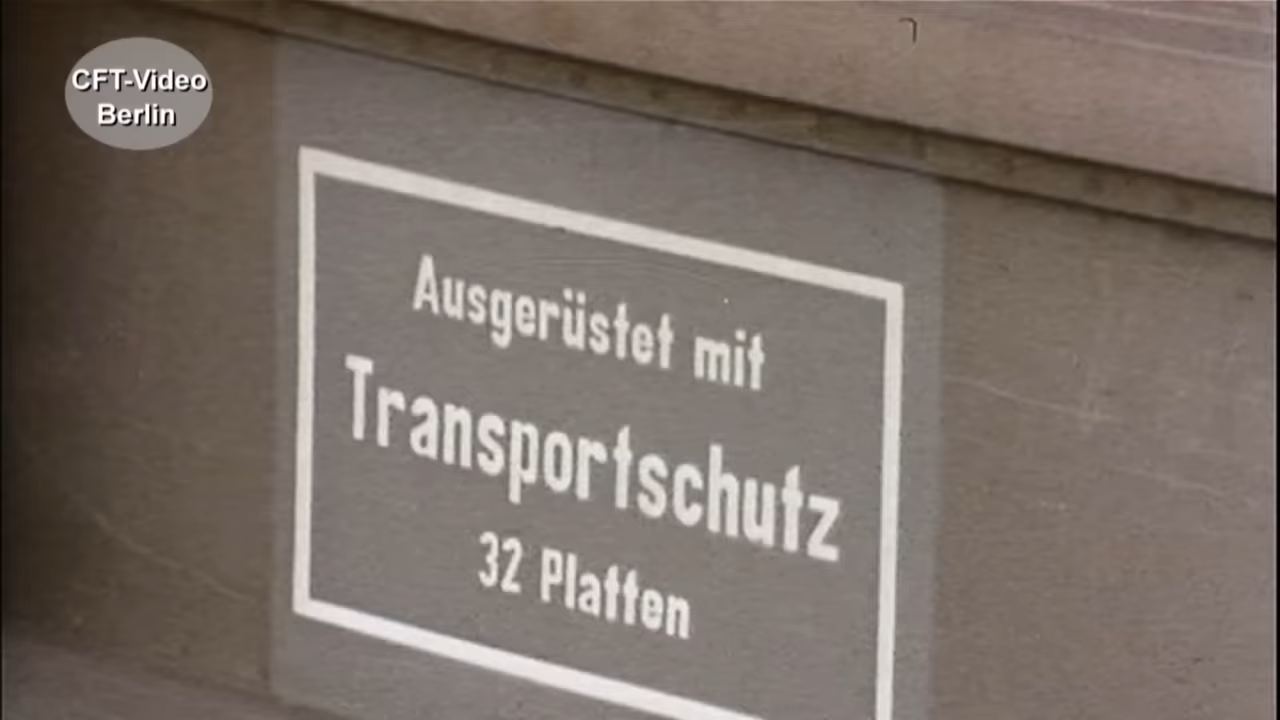 CFT-Video
Berlin
Ausgerüstet mit
Transportschutz
32 Platten